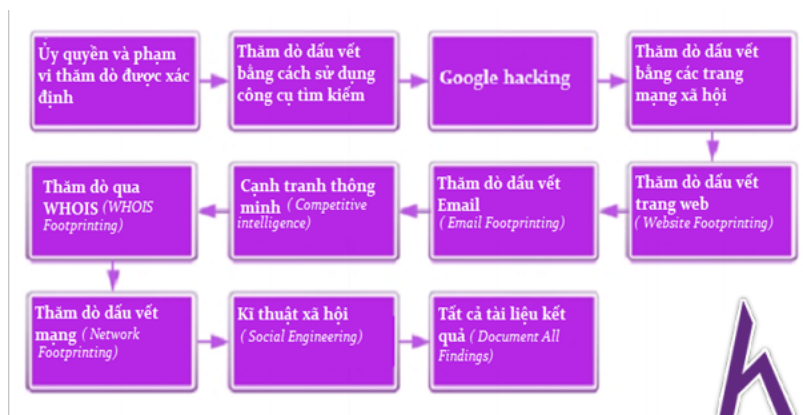 Ủy quyền và phạm
vi thăm dò được xác
định
Thăm dò dấu vết
bằng cách sử dụng
công cụ tìm kiếm
Google hacking
Thăm dò dấu vết
bằng các trang
mạng xã hội
Thăm dò dấu vết
trang web
( Website Footprinting)
Thăm dò dấu vết
Email
( Email Footprinting)
Cạnh tranh thông
minh ( Competitive
intelligence)
Thăm dò qua
WHOIS (WHOIS
Footprinting)
Thăm dò dấu vết
mạng ( Network
Footprinting)
Kĩ thuật xã hội
( Social Engineering)
Tất cả tài liệu kết
quả ( Document All
Findings)